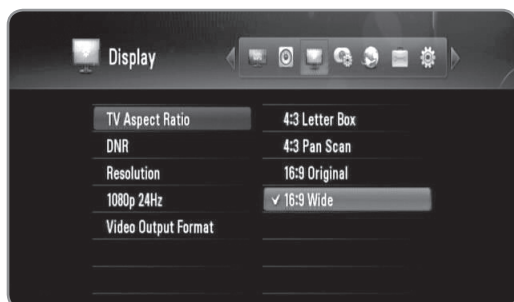 Display
TV Aspect Ratio
DNR
Resolution
1080p 24Hz
Video Output Format
4:3 Letter Box
4:3 Pan Scan
16:9 Original
✓ 16:9 Wide